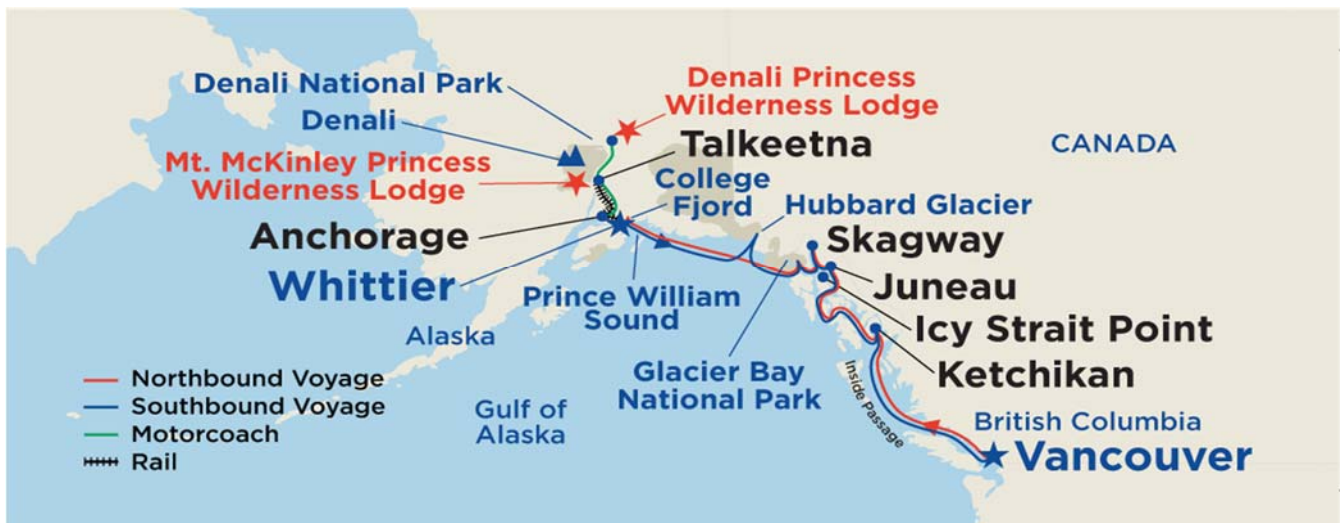 Denali National Park
Denali
Mt. McKinley Princess
Wilderness Lodge
Denali Princess
Wilderness Lodge
Talkeetna
College
Fjord
CANADA
Hubbard Glacier
Skagway
Anchorage
Whittier
Juneau
Prince William
Sound
Icy Strait Point
Alaska
Glacier Bay
National Park
Ketchikan
Inside Passage
Northbound Voyage
Southbound Voyage
Motorcoach
Rail
Gulf of
Alaska
British Columbia
Vancouver